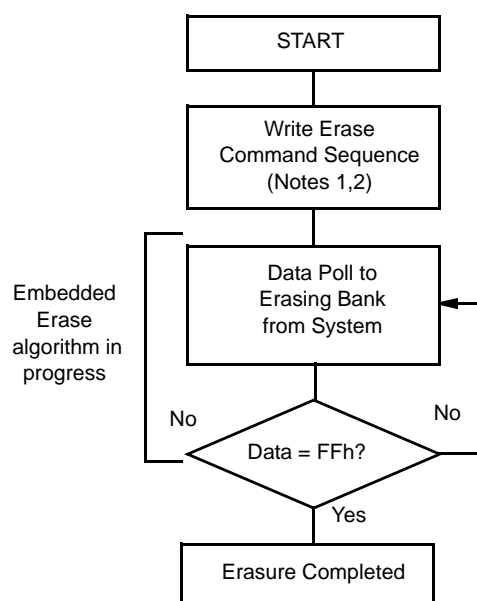 START
Write Erase
Command Sequence
(Notes 1,2)
Data Poll to
Erasing Bank
from System
Embedded
Erase
algorithm in
progress
No
No
Data = FFh?
Yes
Erasure Completed